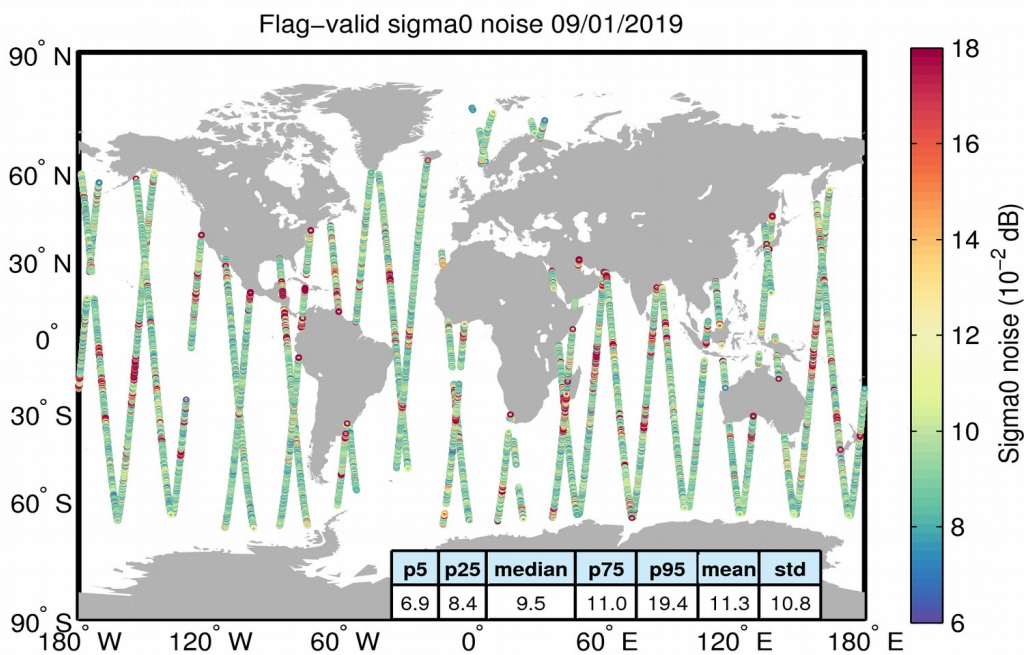 Flag−valid sigma0 noise 09/01/2019
90° N
60° N
30° N
0°
30° S
60° S
90° S
180° W
120° W
60° W
0°
60° E
120° E
180° E
p5 p25 median p75 p95 mean std
6.9 8.4 9.5 11.0 19.4 11.3 10.8
18
16
14
12
10
8
6
Sigma0 noise (10⁻² dB)